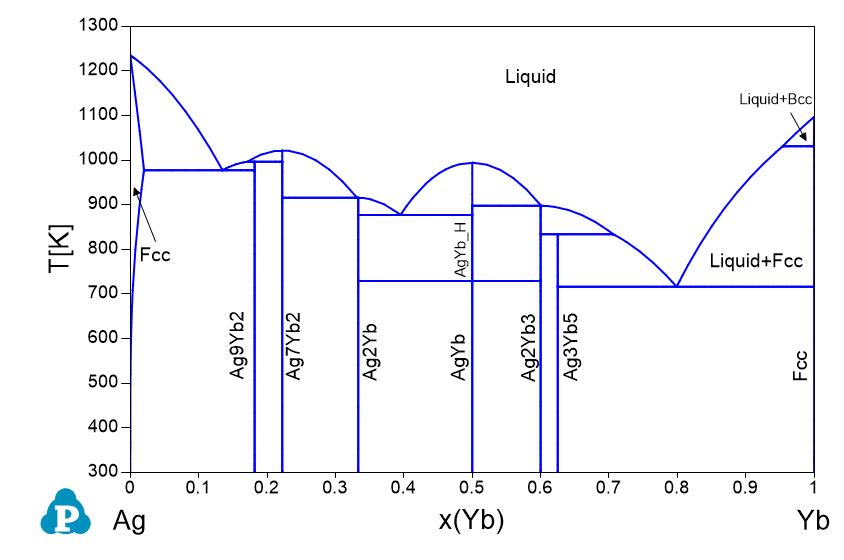 1300
1200
1100
1000
900
800
700
600
500
400
300
T[K]
Liquid
Liquid+Bcc
Fcc
AgYb_H
Liquid+Fcc
Ag9Yb2
Ag7Yb2
Ag2Yb
AgYb
Ag2Yb3
Ag3Yb5
Fcc
0 0.1 0.2 0.3 0.4 0.5 0.6 0.7 0.8 0.9 1
P
Ag x(Yb) Yb